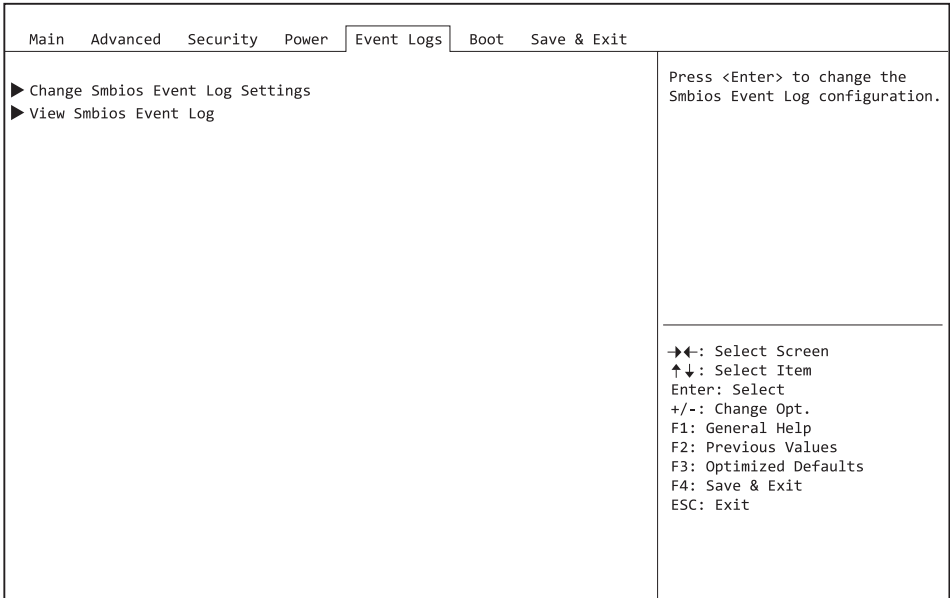 Main Advanced Security Power Event Logs Boot Save & Exit
▶ Change Smbios Event Log Settings
▶ View Smbios Event Log
Press <Enter> to change the
Smbios Event Log configuration.
→←: Select Screen
↑↓: Select Item
Enter: Select
+/-: Change Opt.
F1: General Help
F2: Previous Values
F3: Optimized Defaults
F4: Save & Exit
ESC: Exit